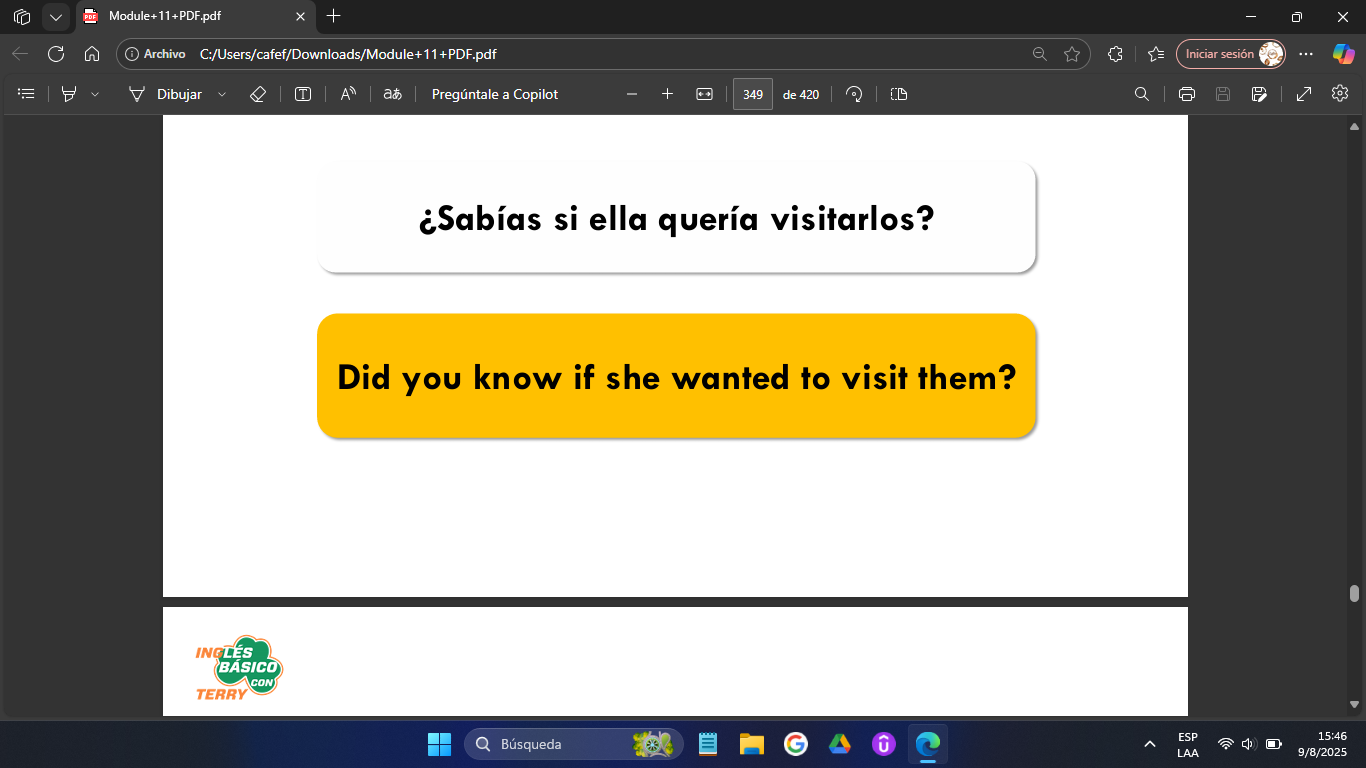 Module+11+PDF.pdf
Archivo
C:/Users/cafef/Downloads/Module+11+PDF.pdf
Iniciar sesión
Dibujar
Pregúntale a Copilot
349
de 420
¿Sabías si ella quería visitarlos?
Did you know if she wanted to visit them?
INGLÉS
BÁSICO
CON
TERRY
Búsqueda
ESP
LAA
15:46
9/8/2025